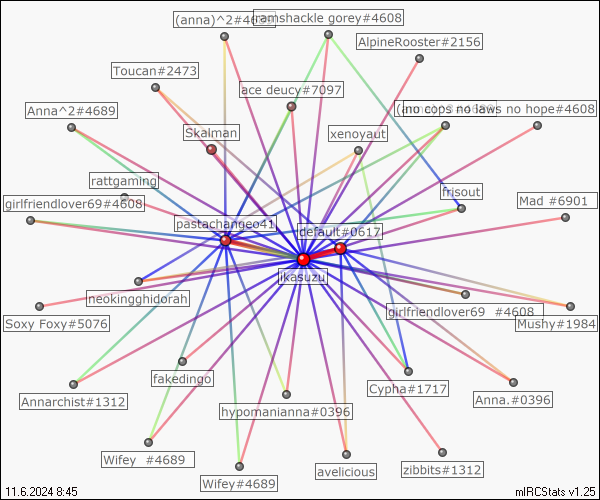 (anna)^2#4689
ramshackle gorey#4608
AlpineRooster#2156
Toucan#2473
ace deucy#7097
Anna^2#4689
no cops no laws no hope#4608
Skalman
xenoyaut
rattgaming
frisout
Mad #6901
girlfriendlover69#4608
pastachangeo41
default#0617
ikasuzu
neokingghidorah
girlfriendlover69 #4608
Soxy Foxy#5076
Mushy#1984
fakedingo
Cypha#1717
Annarchist#1312
hypomanianna#0396
Anna.#0396
Wifey #4689
Wifey#4689
avelicious
zibbits#1312
11.6.2024 8:45
mIRCStats v1.25